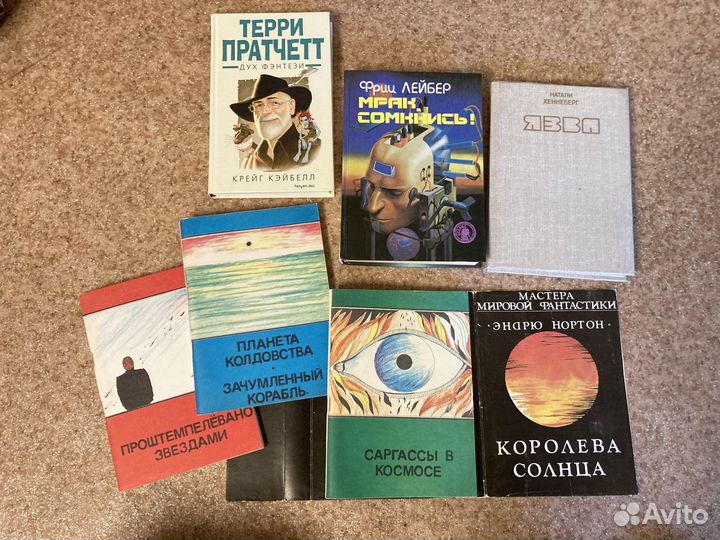 ТЕРРИ
ПРАТЧЕТТ
ДУХ ФЭНТЕЗИ
КРЕЙГ КЭЙБЕЛЛ
Фриц ЛЕЙБЕР
МРАК,
СОМКНИСЬ!
НАТАЛИ
ХЕННЕБЕРГ
ЯЗВА
ПЛАНЕТА
КОЛДОВСТВА
ЗАЧУМЛЕННЫЙ
КОРАБЛЬ
ПРОШТЕМПЕЛЁВАНО
ЗВЕЗДАМИ
САРГАССЫ В
КОСМОСЕ
МАСТЕРА
МИРОВОЙ ФАНТАСТИКИ
· ЭНДРЮ НОРТОН ·
КОРОЛЕВА
СОЛНЦА
Avito